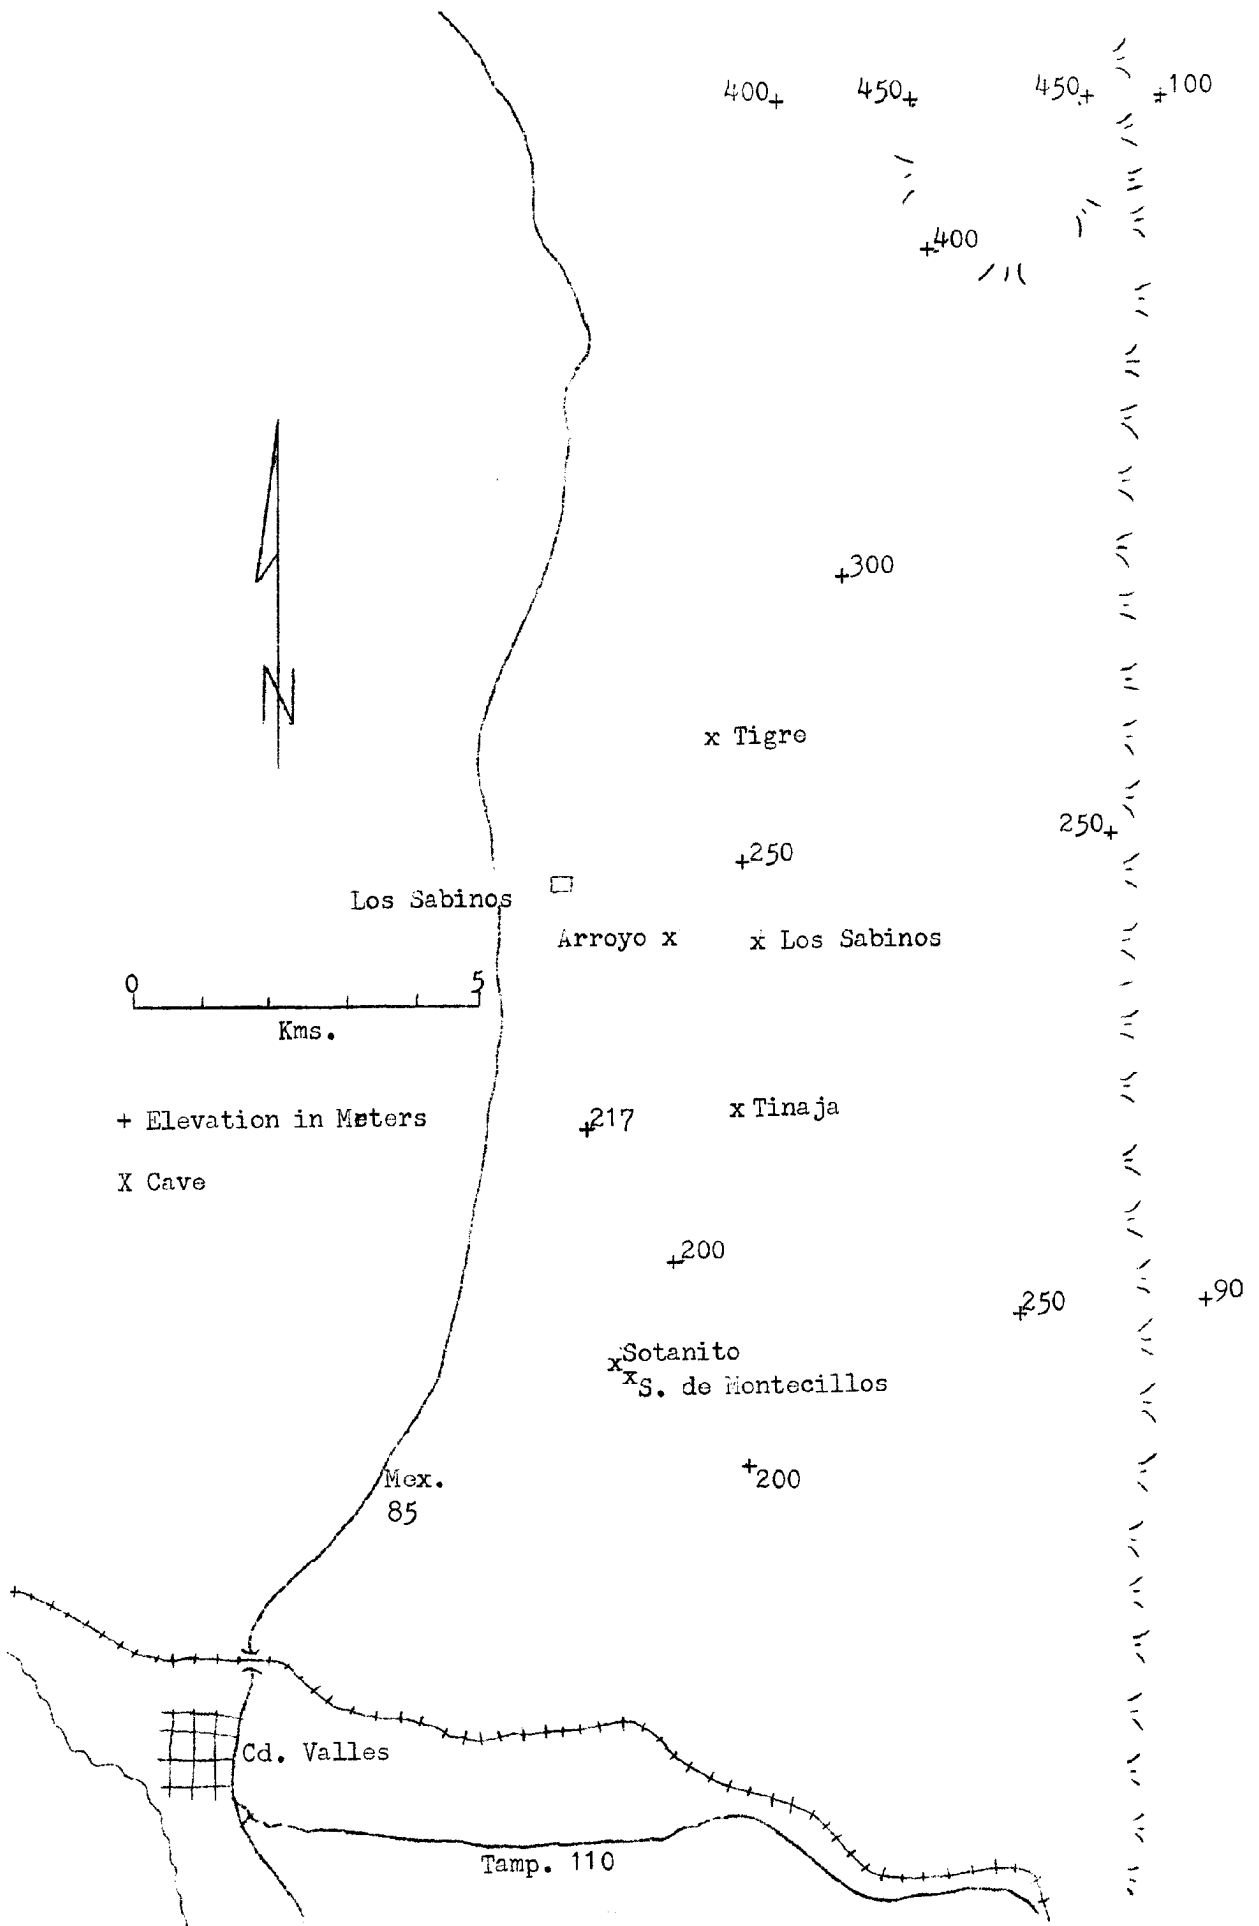 400+ 450+ 450+ +100
+400
+300
N
x Tigre
250+
+250
Los Sabinos
Arroyo x x Los Sabinos
0 5
Kms.
+ Elevation in Meters
+217
x Tinaja
X Cave
+200
+250 +90
x Sotanito
x S. de Montecillos
+200
Mex.
85
Cd. Valles
Tamp. 110